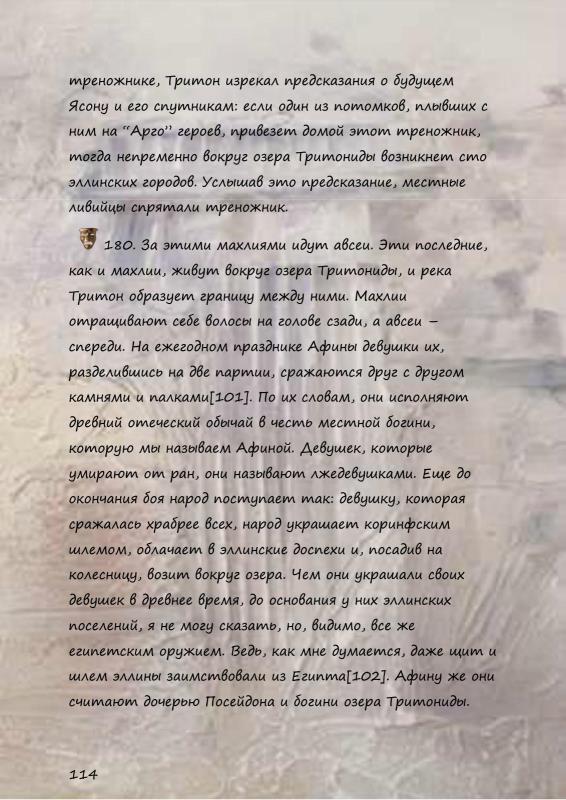 треножнике, Тритон изрекал предсказания о будущем
Ясону и его спутникам: если один из потомков, плывших с
ним на “Арго” героев, привезет домой этот треножник,
тогда непременно вокруг озера Тритониды возникнет сто
эллинских городов. Услышав это предсказание, местные
ливийцы спрятали треножник.
180. За этими махлиями идут авсеи. Эти последние,
как и махлии, живут вокруг озера Тритониды, и река
Тритон образует границу между ними. Махлии
отращивают себе волосы на голове сзади, а авсеи –
спереди. На ежегодном празднике Афины девушки их,
разделившись на две партии, сражаются друг с другом
камнями и палками[101]. По их словам, они исполняют
древний отеческий обычай в честь местной богини,
которую мы называем Афиной. Девушек, которые
умирают от ран, они называют лжедевушками. Еще до
окончания боя народ поступает так: девушку, которая
сражалась храбрее всех, народ украшает коринфским
шлемом, облачает в эллинские доспехи и, посадив на
колесницу, возит вокруг озера. Чем они украшали своих
девушек в древнее время, до основания у них эллинских
поселений, я не могу сказать, но, видимо, все же
египетским оружием. Ведь, как мне думается, даже щит и
шлем эллины заимствовали из Египта[102]. Афину же они
считают дочерью Посейдона и богини озера Тритониды.
114